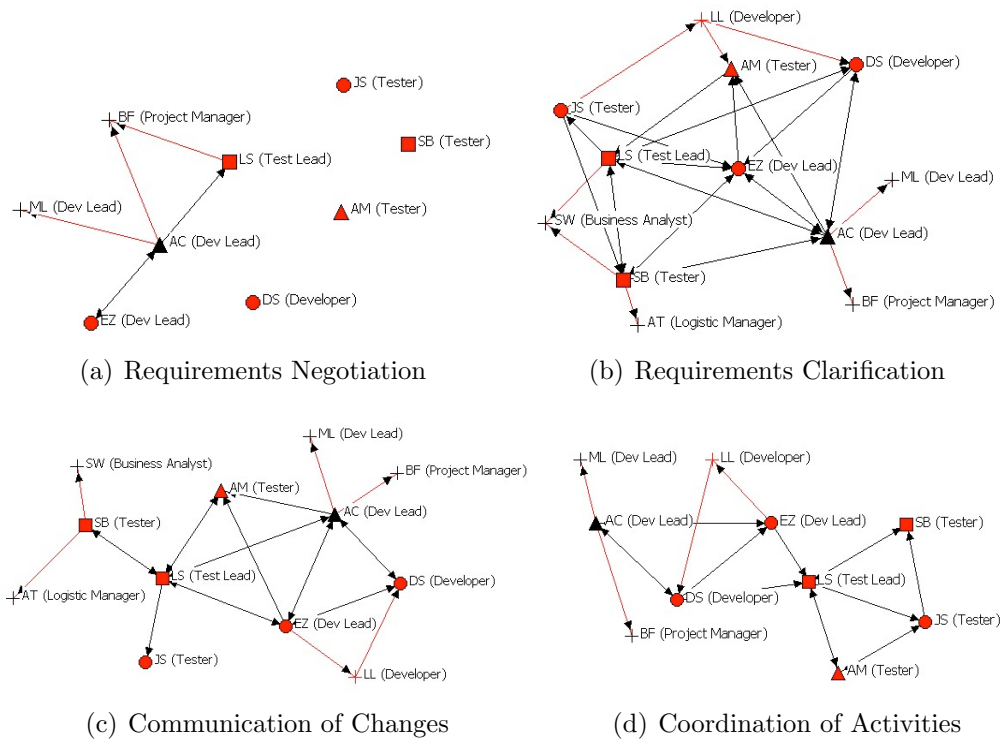 JS (Tester)
BF (Project Manager)
SB (Tester)
LS (Test Lead)
ML (Dev Lead)
AM (Tester)
AC (Dev Lead)
DS (Developer)
EZ (Dev Lead)
(a) Requirements Negotiation
LL (Developer)
AM (Tester)
DS (Developer)
JS (Tester)
LS (Test Lead)
EZ (Dev Lead)
ML (Dev Lead)
SW (Business Analyst)
AC (Dev Lead)
SB (Tester)
BF (Project Manager)
AT (Logistic Manager)
(b) Requirements Clarification
ML (Dev Lead)
SW (Business Analyst)
BF (Project Manager)
AM (Tester)
AC (Dev Lead)
SB (Tester)
LS (Test Lead)
DS (Developer)
AT (Logistic Manager)
EZ (Dev Lead)
JS (Tester)
LL (Developer)
(c) Communication of Changes
ML (Dev Lead)
LL (Developer)
AC (Dev Lead)
EZ (Dev Lead)
SB (Tester)
LS (Test Lead)
DS (Developer)
JS (Tester)
BF (Project Manager)
AM (Tester)
(d) Coordination of Activities